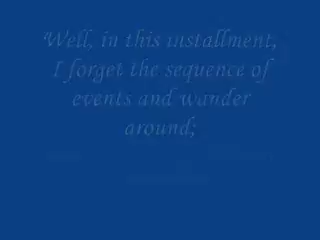 Well, in this installment,
I forget the sequence of
events and wander
around;